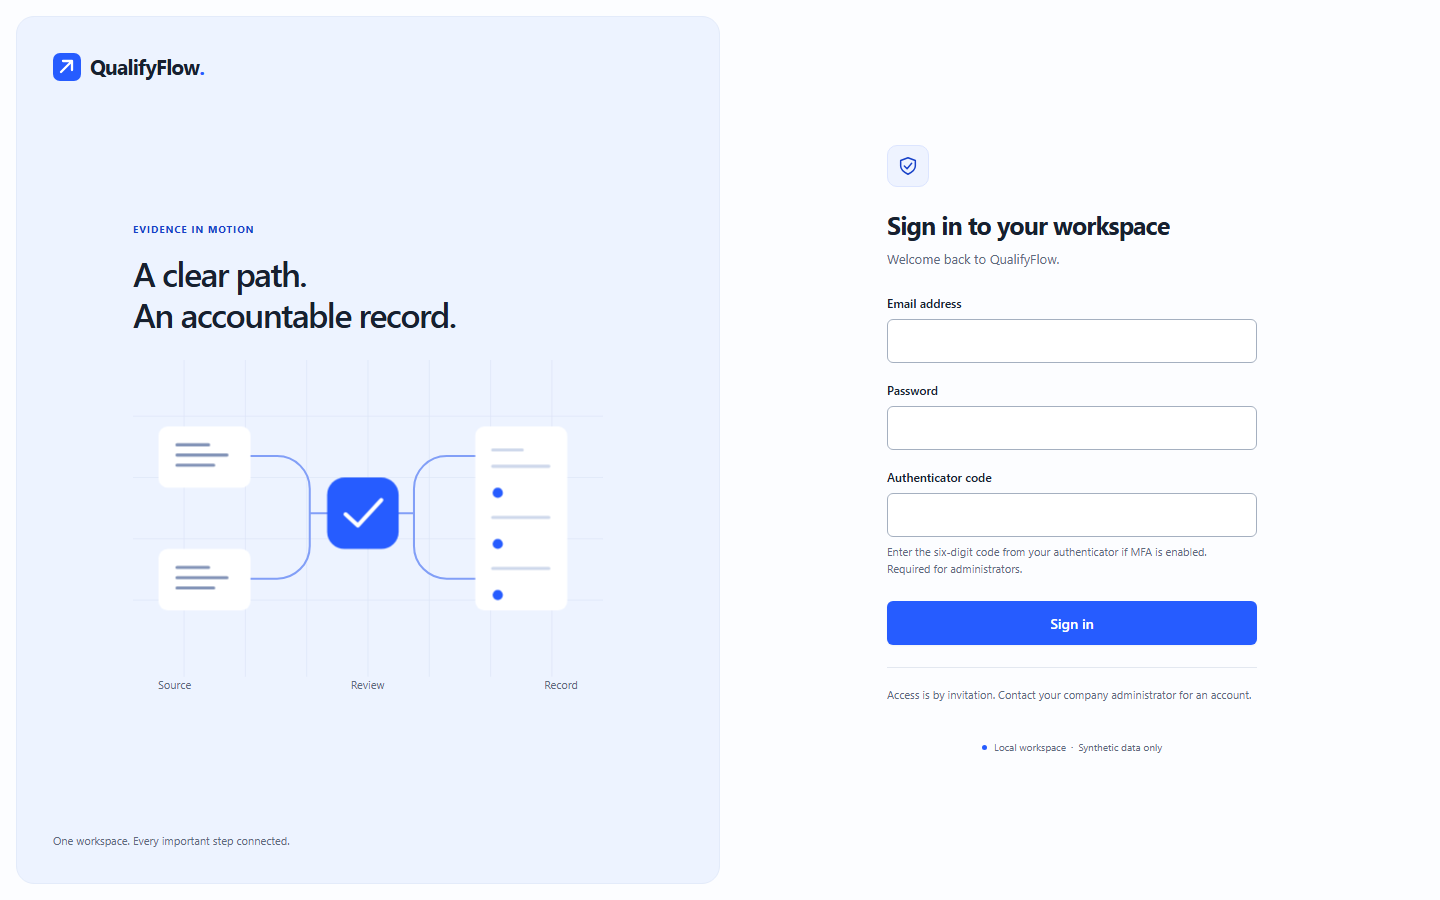 QualifyFlow.
EVIDENCE IN MOTION
A clear path.
An accountable record.
Source
Review
Record
One workspace. Every important step connected.
Sign in to your workspace
Welcome back to QualifyFlow.
Email address
Password
Authenticator code
Enter the six-digit code from your authenticator if MFA is enabled.
Required for administrators.
Sign in
Access is by invitation. Contact your company administrator for an account.
Local workspace · Synthetic data only